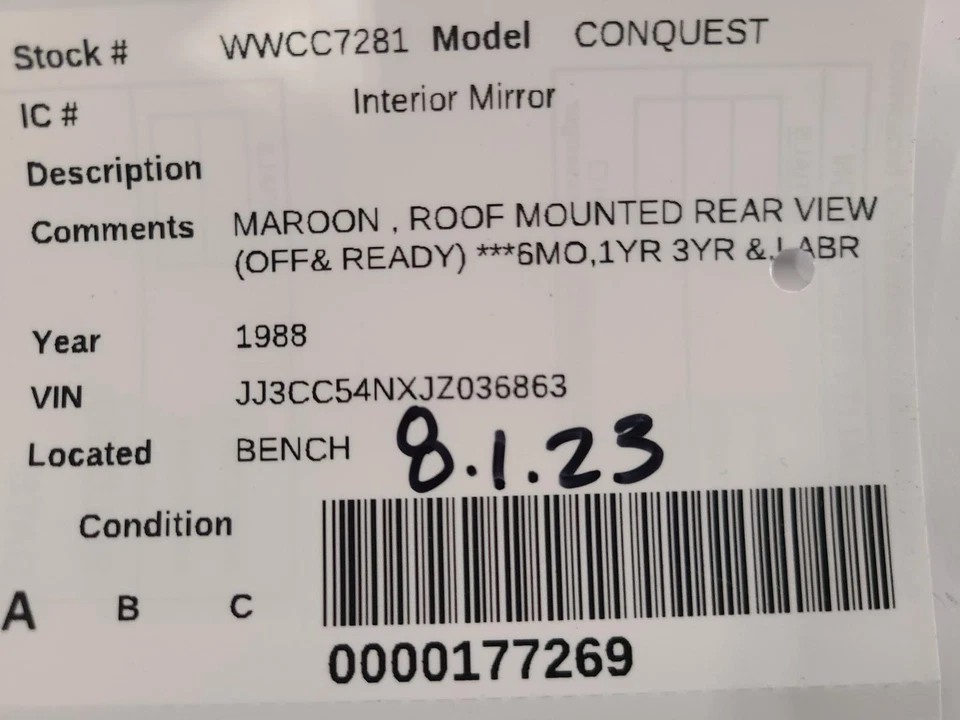 Stock # WWCC7281 Model CONQUEST
IC # Interior Mirror
Description
Comments MAROON , ROOF MOUNTED REAR VIEW
(OFF& READY) ***6MO,1YR 3YR & LABR
Year 1988
VIN JJ3CC54NXJZ036863
Located BENCH 8.1.23
Condition
A B C
0000177269